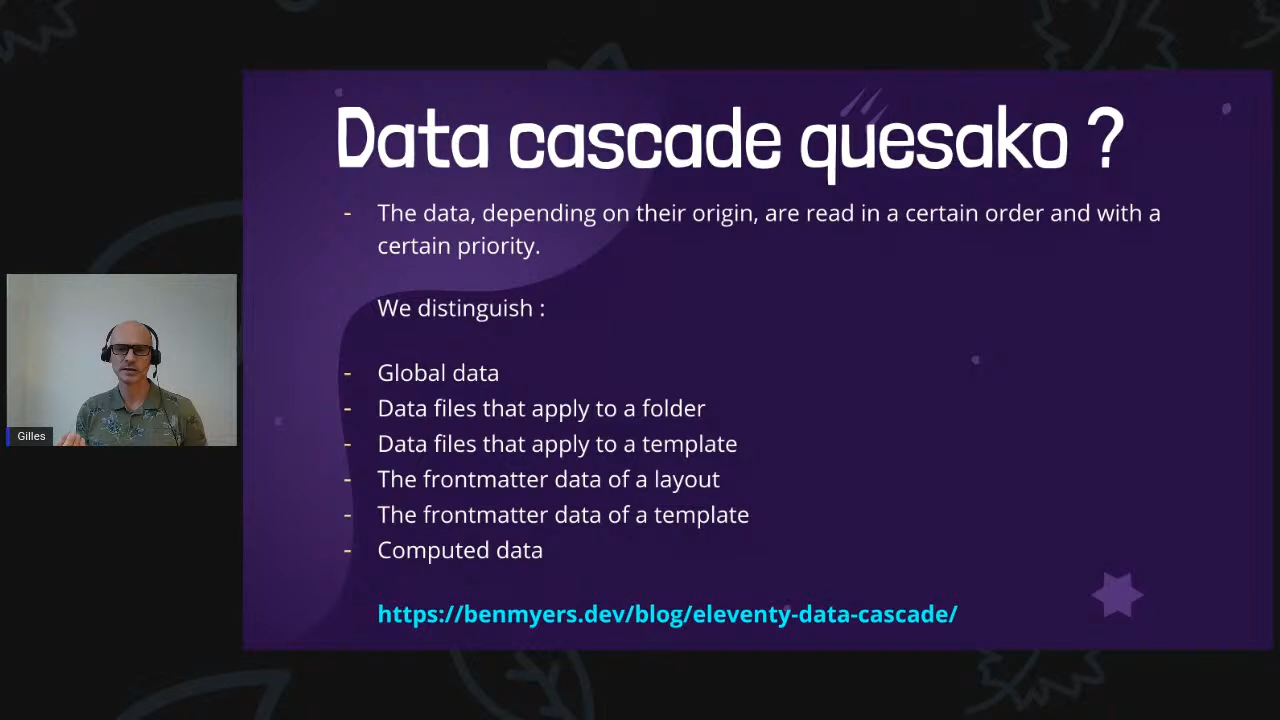 Data cascade quesako ?
- The data, depending on their origin, are read in a certain order and with a
certain priority.
We distinguish :
- Global data
- Data files that apply to a folder
- Data files that apply to a template
- The frontmatter data of a layout
- The frontmatter data of a template
- Computed data
https://benmyers.dev/blog/eleventy-data-cascade/
Gilles